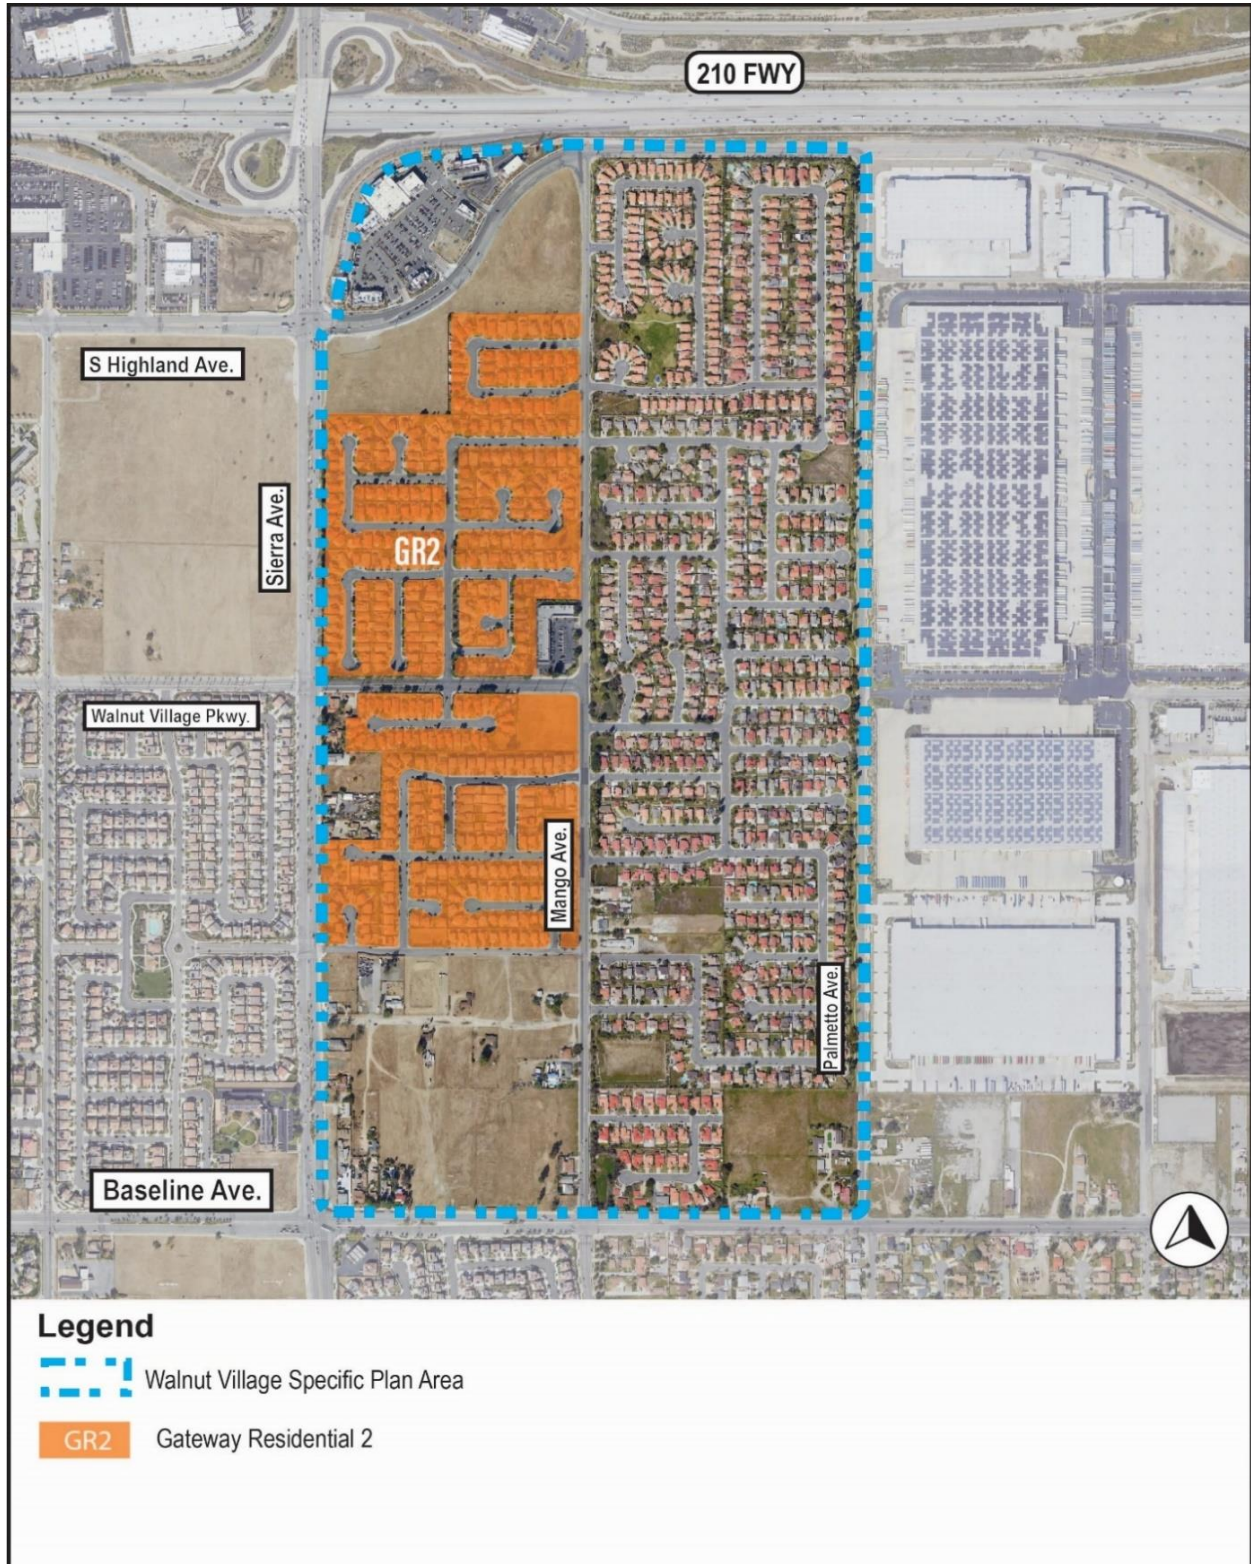 210 FWY
S Highland Ave.
Sierra Ave.
GR2
Walnut Village Pkwy.
Mango Ave.
Palmetto Ave.
Baseline Ave.
Legend
Walnut Village Specific Plan Area
GR2 Gateway Residential 2